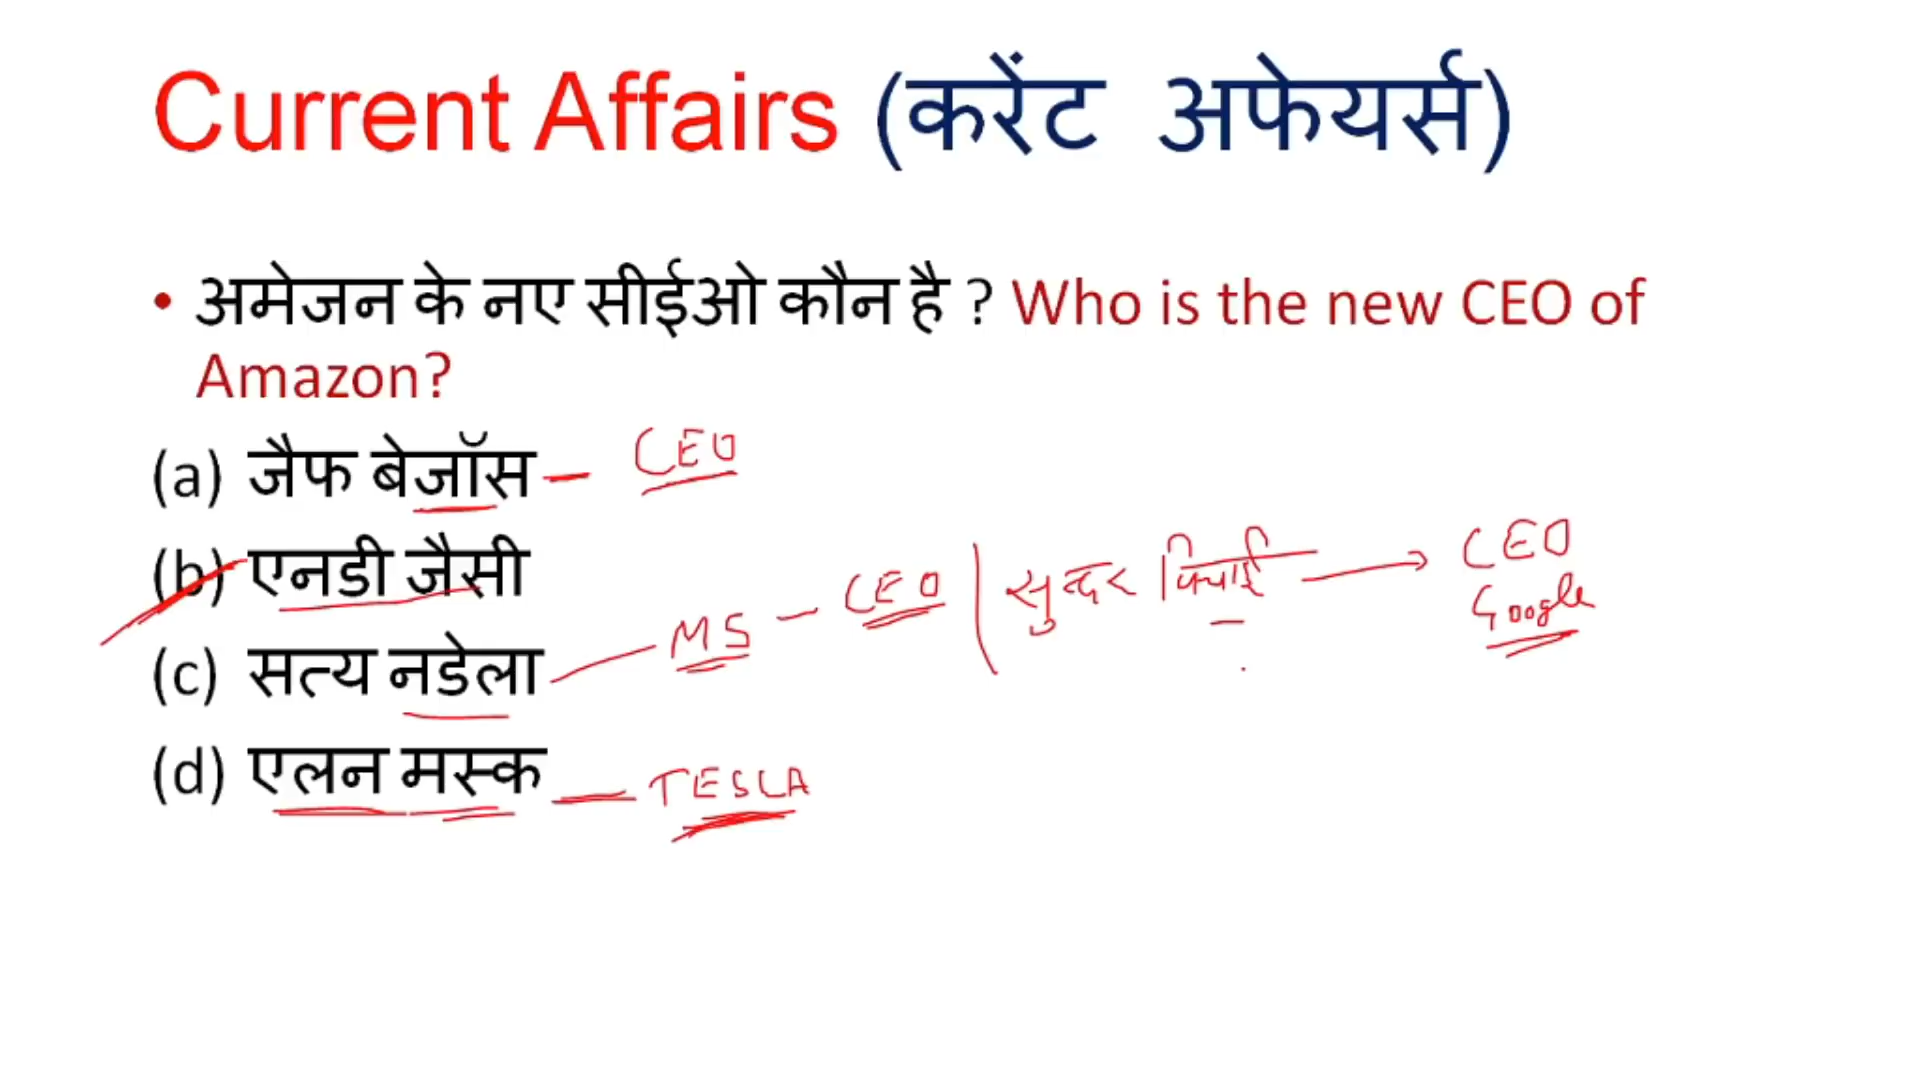 Current Affairs (करेंट अफेयर्स)
• अमेजन के नए सीईओ कौन है ? Who is the new CEO of
Amazon?
(a) जैफ बेजॉस – CEO
(b) एनडी जैसी
(c) सत्य नडेला — MS – CEO | सुन्दर पिचाई → CEO Google
(d) एलन मस्क — TESLA